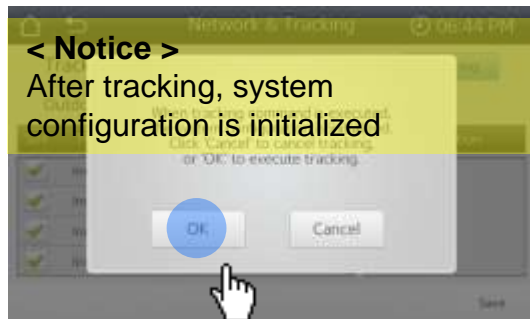 Network & Tracking
06:44 PM
< Notice >
After tracking, system
configuration is initialized
When tracking command is executed,
Click 'Cancel' to cancel tracking,
or 'OK' to execute tracking.
OK
Cancel
Save